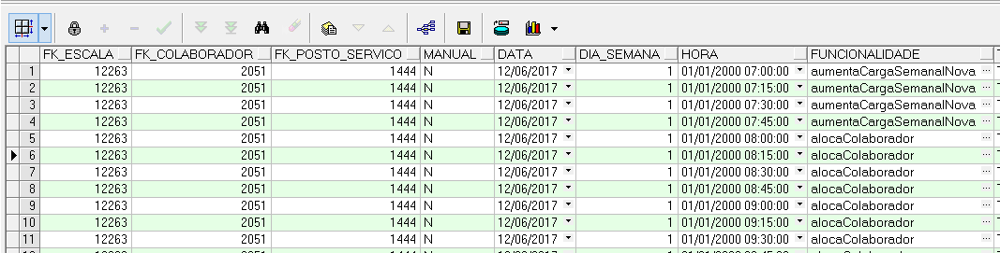 FK_ESCALA FK_COLABORADOR FK_POSTO_SERVICO MANUAL DATA DIA_SEMANA HORA FUNCIONALIDADE
1 12263 2051 1444 N 12/06/2017 1 01/01/2000 07:00:00 aumentaCargaSemanalNova ...
2 12263 2051 1444 N 12/06/2017 1 01/01/2000 07:15:00 aumentaCargaSemanalNova ...
3 12263 2051 1444 N 12/06/2017 1 01/01/2000 07:30:00 aumentaCargaSemanalNova ...
4 12263 2051 1444 N 12/06/2017 1 01/01/2000 07:45:00 aumentaCargaSemanalNova ...
5 12263 2051 1444 N 12/06/2017 1 01/01/2000 08:00:00 alocaColaborador ...
6 12263 2051 1444 N 12/06/2017 1 01/01/2000 08:15:00 alocaColaborador ...
7 12263 2051 1444 N 12/06/2017 1 01/01/2000 08:30:00 alocaColaborador ...
8 12263 2051 1444 N 12/06/2017 1 01/01/2000 08:45:00 alocaColaborador ...
9 12263 2051 1444 N 12/06/2017 1 01/01/2000 09:00:00 alocaColaborador ...
10 12263 2051 1444 N 12/06/2017 1 01/01/2000 09:15:00 alocaColaborador ...
11 12263 2051 1444 N 12/06/2017 1 01/01/2000 09:30:00 alocaColaborador ...